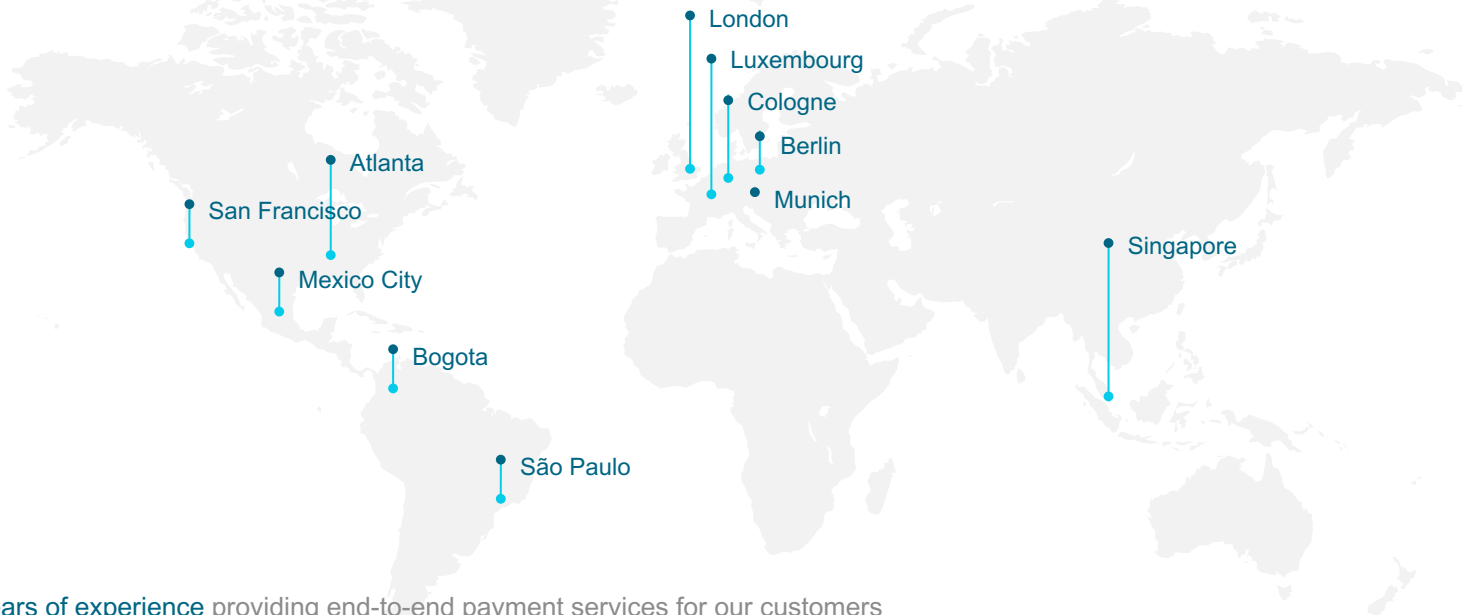 London
Luxembourg
Cologne
Berlin
Atlanta
Munich
San Francisco
Singapore
Mexico City
Bogota
São Paulo
of experience providing end-to-end payment services for our customers